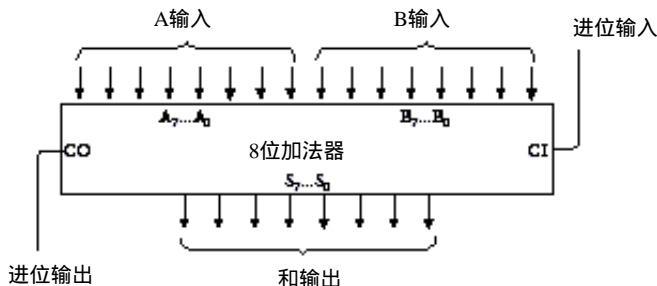 A输入
B输入
进位输入
A7...A0
B7...B0
CO
8位加法器
CI
S7...S0
进位输出
和输出